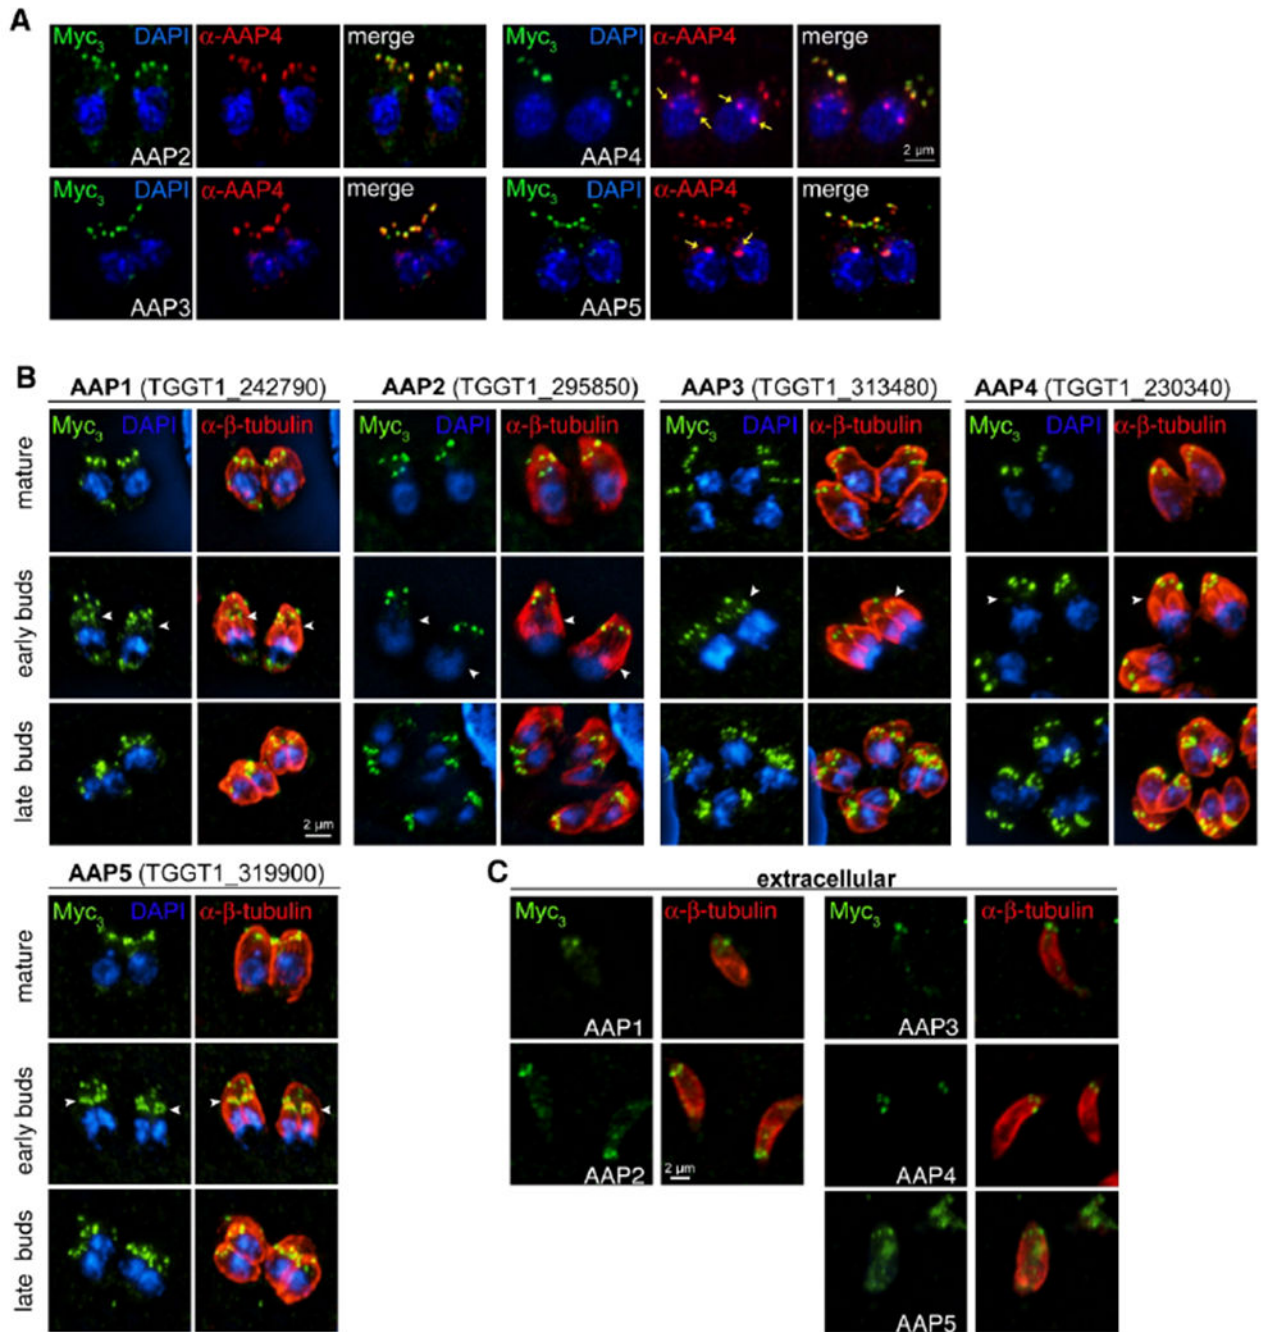 A
Myc₃ DAPI α-AAP4 merge Myc₃ DAPI α-AAP4 merge
AAP2 AAP4 2 µm
Myc₃ DAPI α-AAP4 merge Myc₃ DAPI α-AAP4 merge
AAP3 AAP5
B
AAP1 (TGGT1_242790) AAP2 (TGGT1_295850) AAP3 (TGGT1_313480) AAP4 (TGGT1_230340)
Myc₃ DAPI α-β-tubulin Myc₃ DAPI α-β-tubulin Myc₃ DAPI α-β-tubulin Myc₃ DAPI α-β-tubulin
mature
early buds
late buds
2 µm
AAP5 (TGGT1_319900)
Myc₃ DAPI α-β-tubulin
mature
early buds
late buds
C
extracellular
Myc₃ α-β-tubulin Myc₃ α-β-tubulin
AAP1 AAP3
AAP2 2 µm AAP4
AAP5